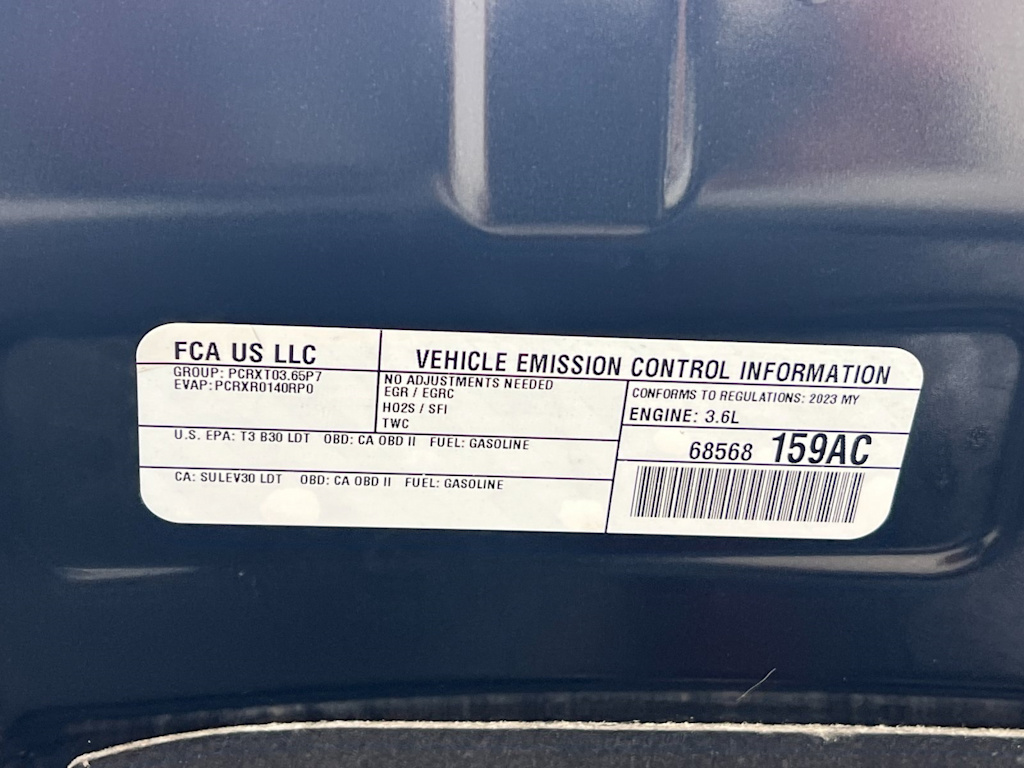 FCA US LLC
GROUP: PCRXT03.65P7
EVAP: PCRXR0140RP0
VEHICLE EMISSION CONTROL INFORMATION
NO ADJUSTMENTS NEEDED
EGR / EGRC
HO2S / SFI
TWC
CONFORMS TO REGULATIONS: 2023 MY
ENGINE: 3.6L
U.S. EPA: T3 B30 LDT OBD: CA OBD II FUEL: GASOLINE
68568 159AC
CA: SULEV30 LDT OBD: CA OBD II FUEL: GASOLINE